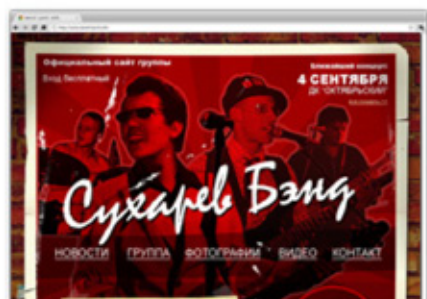 Официальный сайт группы
Вход бесплатный
Ближайший концерт
4 СЕНТЯБРЯ
ДК "ОКТЯБРЬСКИЙ"
Сухарев Бэнд
НОВОСТИ ГРУППА ФОТОГРАФИИ ВИДЕО КОНТАКТ